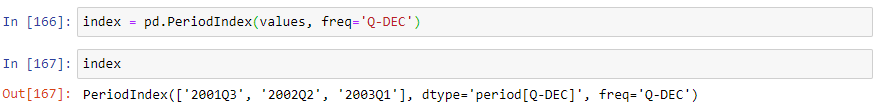 In [166]: index = pd.PeriodIndex(values, freq='Q-DEC')
In [167]: index
Out[167]: PeriodIndex(['2001Q3', '2002Q2', '2003Q1'], dtype='period[Q-DEC]', freq='Q-DEC')